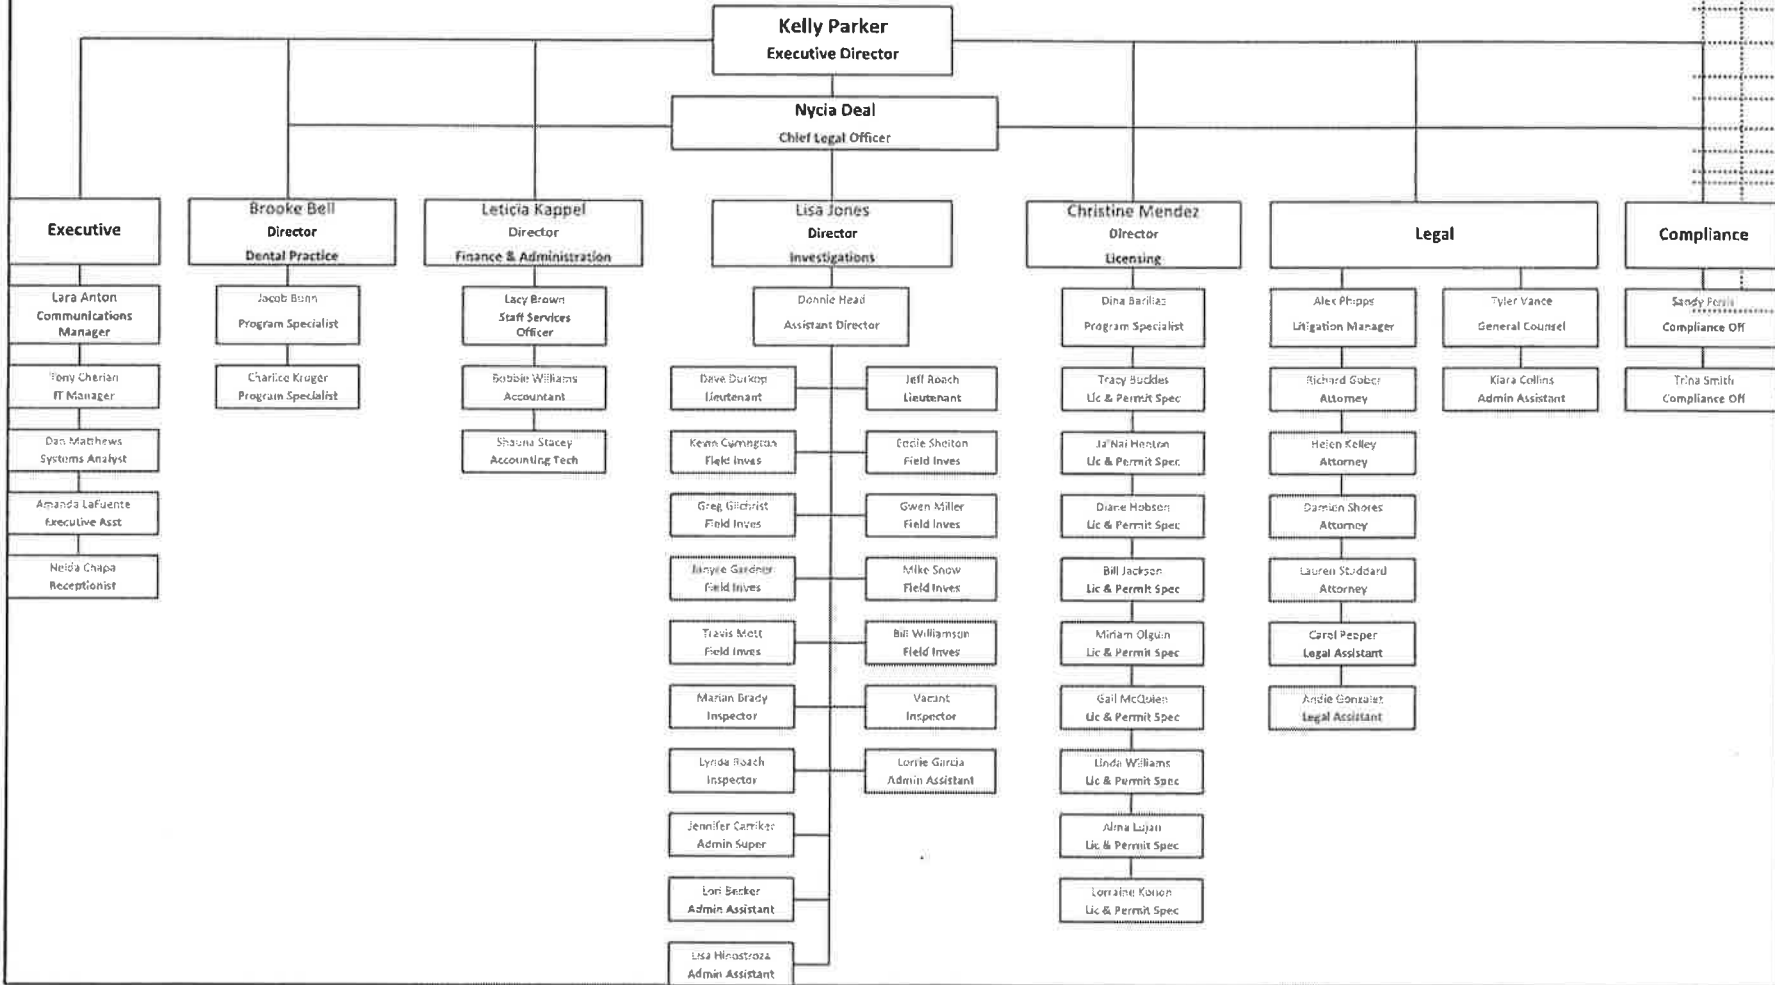 Kelly Parker
Executive Director
Nycia Deal
Chief Legal Officer
Executive
Lara Anton
Communications
Manager
Tony Cherian
IT Manager
Dan Matthews
Systems Analyst
Amanda LaFuente
Executive Asst
Nelda Chapa
Receptionist
Brooke Bell
Director
Dental Practice
Jacob Bunn
Program Specialist
Charlice Kruger
Program Specialist
Leticia Kappel
Director
Finance & Administration
Lacy Brown
Staff Services
Officer
Bobbie Williams
Accountant
Shauna Stacey
Accounting Tech
Lisa Jones
Director
Investigations
Donnie Head
Assistant Director
Dave Durkop
Lieutenant
Jeff Roach
Lieutenant
Kevin
Field Inves
Eddie Shelton
Field Inves
Greg Gilchrist
Field Inves
Gwen Miller
Field Inves
Janyce Gardner
Field Inves
Mike Snow
Field Inves
Travis Mott
Field Inves
Bill Williamson
Field Inves
Marian Brady
Inspector
Vacant
Inspector
Lynda Roach
Inspector
Lorrie Garcia
Admin Assistant
Jennifer Carriker
Admin Super
Lori Becker
Admin Assistant
Lisa Hinostroza
Admin Assistant
Christine Mendez
Director
Licensing
Dina
Program Specialist
Tracy Buckles
Lic & Permit Spec
Ja'Nai Henton
Lic & Permit Spec
Diane Hobson
Lic & Permit Spec
Bill Jackson
Lic & Permit Spec
Miriam Olguin
Lic & Permit Spec
Gail McQuien
Lic & Permit Spec
Linda Williams
Lic & Permit Spec
Alma Lujan
Lic & Permit Spec
Lorraine
Lic & Permit Spec
Legal
Alex Phipps
Litigation Manager
Richard Gober
Attorney
Helen Kelley
Attorney
Damien Shores
Attorney
Lauren Studdard
Attorney
Carol Pepper
Legal Assistant
Andie Gonzalez
Legal Assistant
Tyler Vance
General Counsel
Kiara Collins
Admin Assistant
Compliance
Sandy
Compliance Off
Trina Smith
Compliance Off